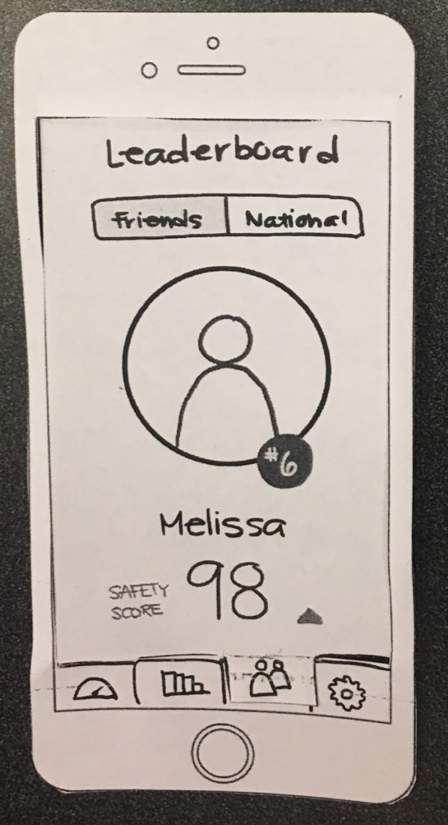 Leaderboard
Friends National
#6
Melissa
SAFETY
SCORE
98